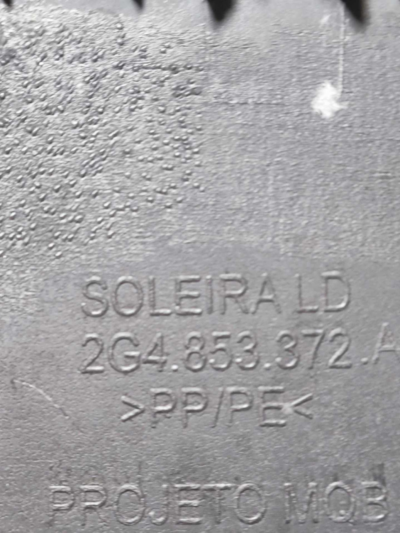 SOLEIRA LD
2G4.853.372.A
>PP/PE<
PROJETO MQB